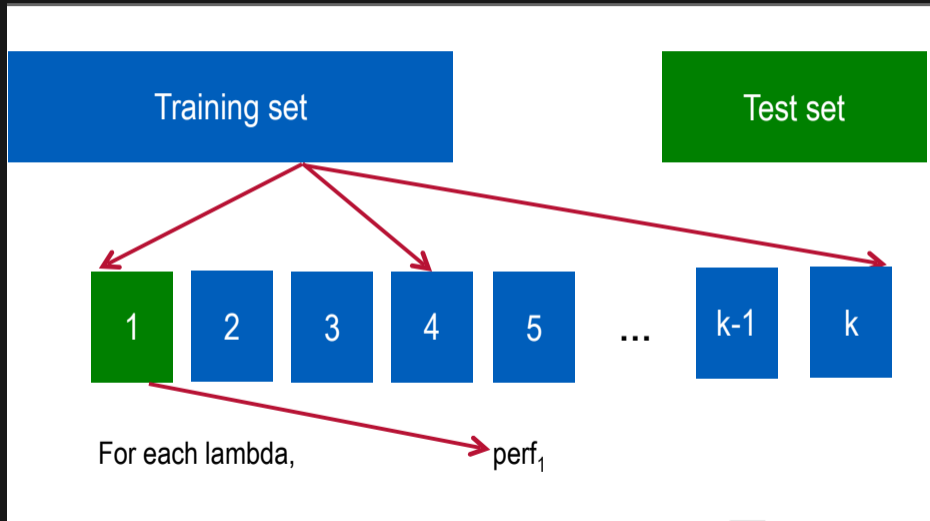 Training set
Test set
1 2 3 4 5 ... k-1 k
For each lambda, perf₁